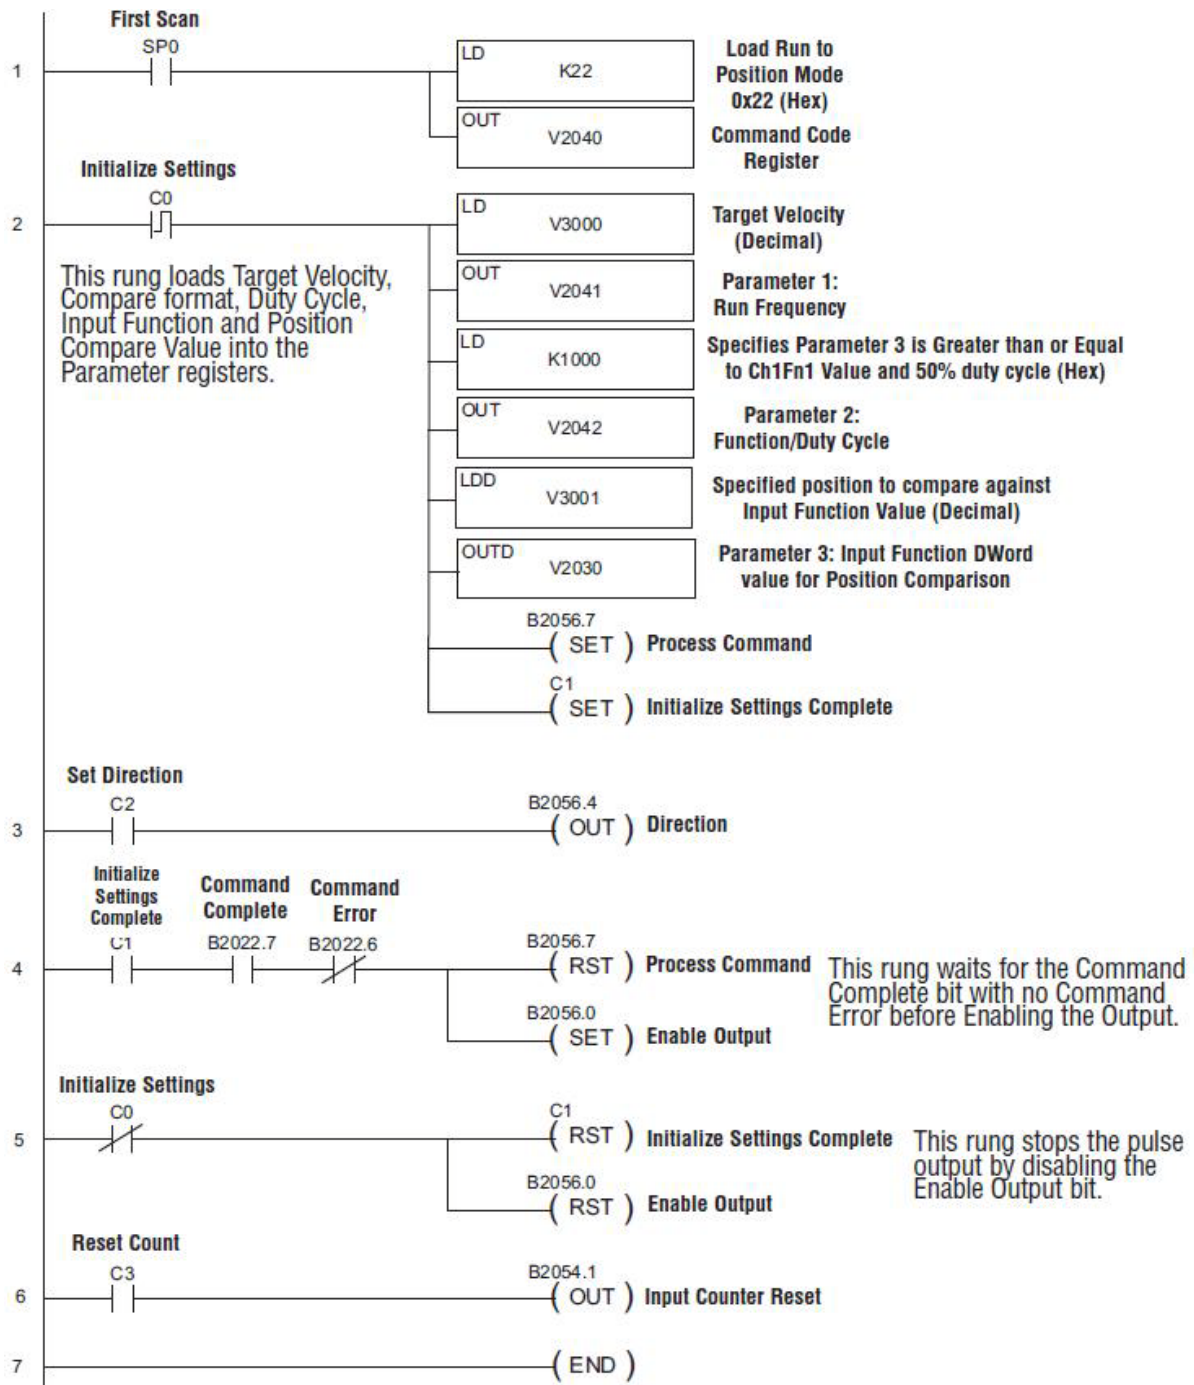 First Scan
SP0
1
LD
K22
Load Run to
Position Mode
0x22 (Hex)
OUT
V2040
Command Code
Register
Initialize Settings
C0
2
LD
V3000
Target Velocity
(Decimal)
This rung loads Target Velocity,
Compare format, Duty Cycle,
Input Function and Position
Compare Value into the
Parameter registers.
OUT
V2041
Parameter 1:
Run Frequency
LD
K1000
Specifies Parameter 3 is Greater than or Equal
to Ch1Fn1 Value and 50% duty cycle (Hex)
OUT
V2042
Parameter 2:
Function/Duty Cycle
LDD
V3001
Specified position to compare against
Input Function Value (Decimal)
OUTD
V2030
Parameter 3: Input Function DWord
value for Position Comparison
B2056.7
SET
Process Command
C1
SET
Initialize Settings Complete
Set Direction
C2
3
B2056.4
OUT
Direction
Initialize
Settings
Complete
C1
Command
Complete
B2022.7
Command
Error
B2022.6
4
B2056.7
RST
Process Command
This rung waits for the Command
Complete bit with no Command
Error before Enabling the Output.
B2056.0
SET
Enable Output
Initialize Settings
C0
5
C1
RST
Initialize Settings Complete
This rung stops the pulse
output by disabling the
Enable Output bit.
B2056.0
RST
Enable Output
Reset Count
C3
6
B2054.1
OUT
Input Counter Reset
7
END